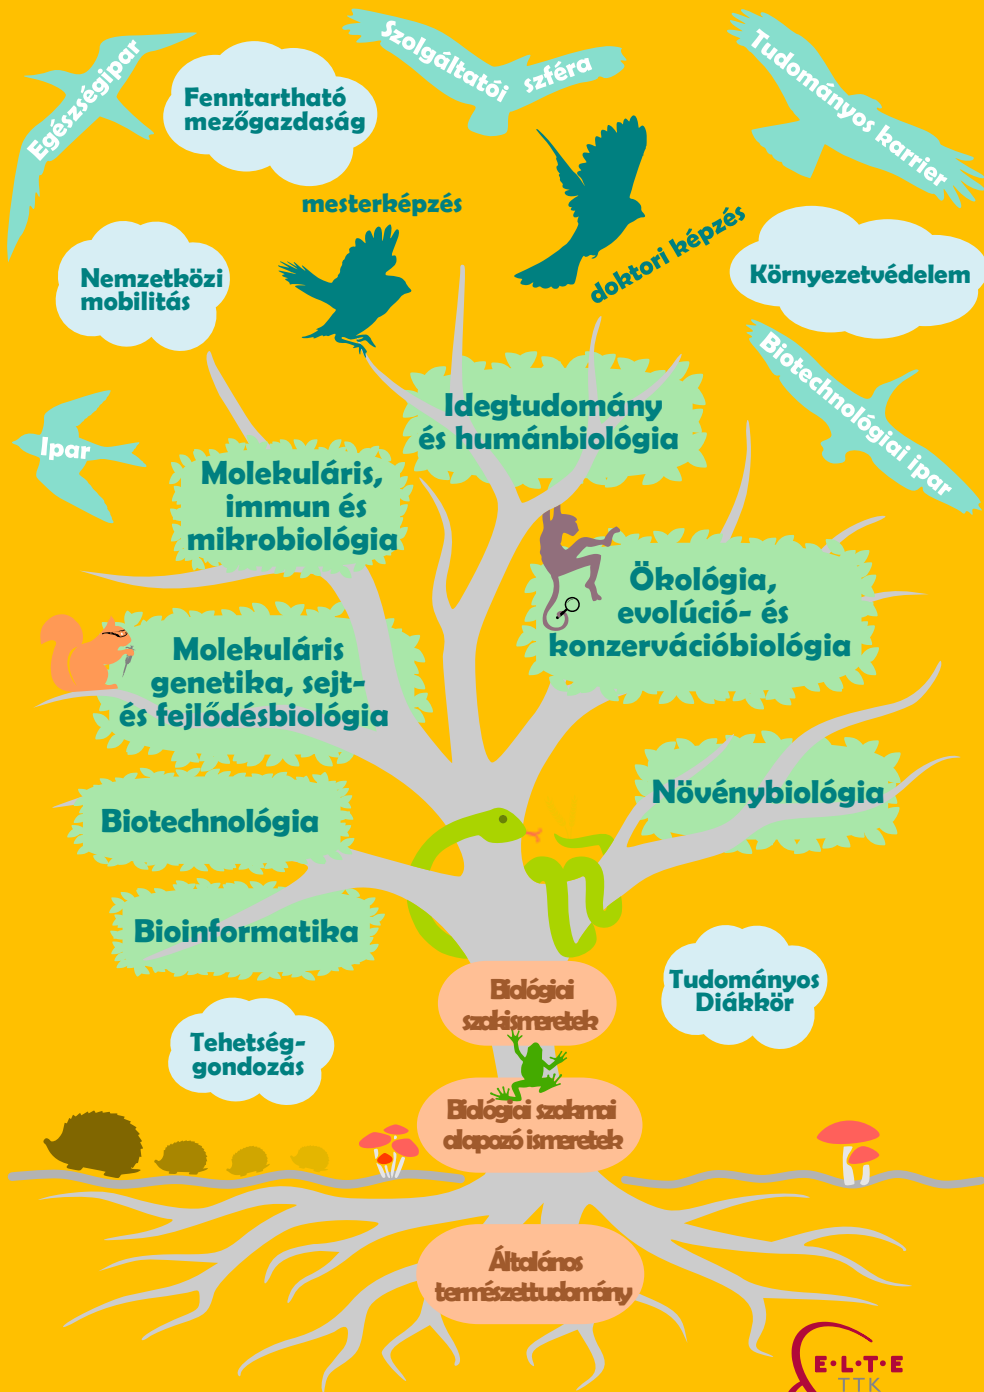 Egészségipar
Fenntartható
mezőgazdaság
Szolgáltatói szféra
Tudományos karrier
mesterképzés
doktori képzés
Nemzetközi
mobilitás
Környezetvédelem
Biotechnológiai ipar
Ipar
Idegtudomány
és humánbiológia
Molekuláris,
immun és
mikrobiológia
Ökológia,
evolúció- és
konzervációbiológia
Molekuláris
genetika, sejt-
és fejlődésbiológia
Növénybiológia
Biotechnológia
Bioinformatika
Biológiai
szakismeretek
Tudományos
Diákkör
Tehetség-
gondozás
Biológiai szakmai
alapozó ismeretek
Általános
természettudomány
E·L·T·E
TTK